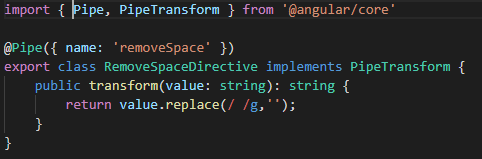 import { Pipe, PipeTransform } from '@angular/core'
@Pipe({ name: 'removeSpace' })
export class RemoveSpaceDirective implements PipeTransform {
    public transform(value: string): string {
        return value.replace(/ /g,'');
    }
}